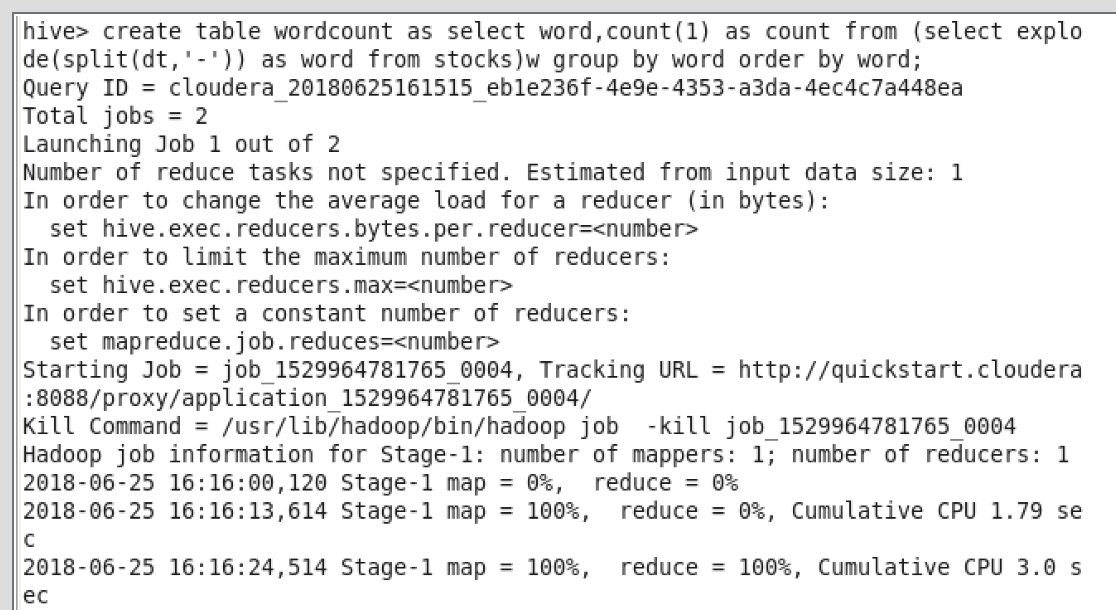 hive> create table wordcount as select word,count(1) as count from (select explo
de(split(dt,'-')) as word from stocks)w group by word order by word;
Query ID = cloudera_20180625161515_eb1e236f-4e9e-4353-a3da-4ec4c7a448ea
Total jobs = 2
Launching Job 1 out of 2
Number of reduce tasks not specified. Estimated from input data size: 1
In order to change the average load for a reducer (in bytes):
  set hive.exec.reducers.bytes.per.reducer=<number>
In order to limit the maximum number of reducers:
  set hive.exec.reducers.max=<number>
In order to set a constant number of reducers:
  set mapreduce.job.reduces=<number>
Starting Job = job_1529964781765_0004, Tracking URL = http://quickstart.cloudera
:8088/proxy/application_1529964781765_0004/
Kill Command = /usr/lib/hadoop/bin/hadoop job  -kill job_1529964781765_0004
Hadoop job information for Stage-1: number of mappers: 1; number of reducers: 1
2018-06-25 16:16:00,120 Stage-1 map = 0%,  reduce = 0%
2018-06-25 16:16:13,614 Stage-1 map = 100%,  reduce = 0%, Cumulative CPU 1.79 se
c
2018-06-25 16:16:24,514 Stage-1 map = 100%,  reduce = 100%, Cumulative CPU 3.0 s
ec